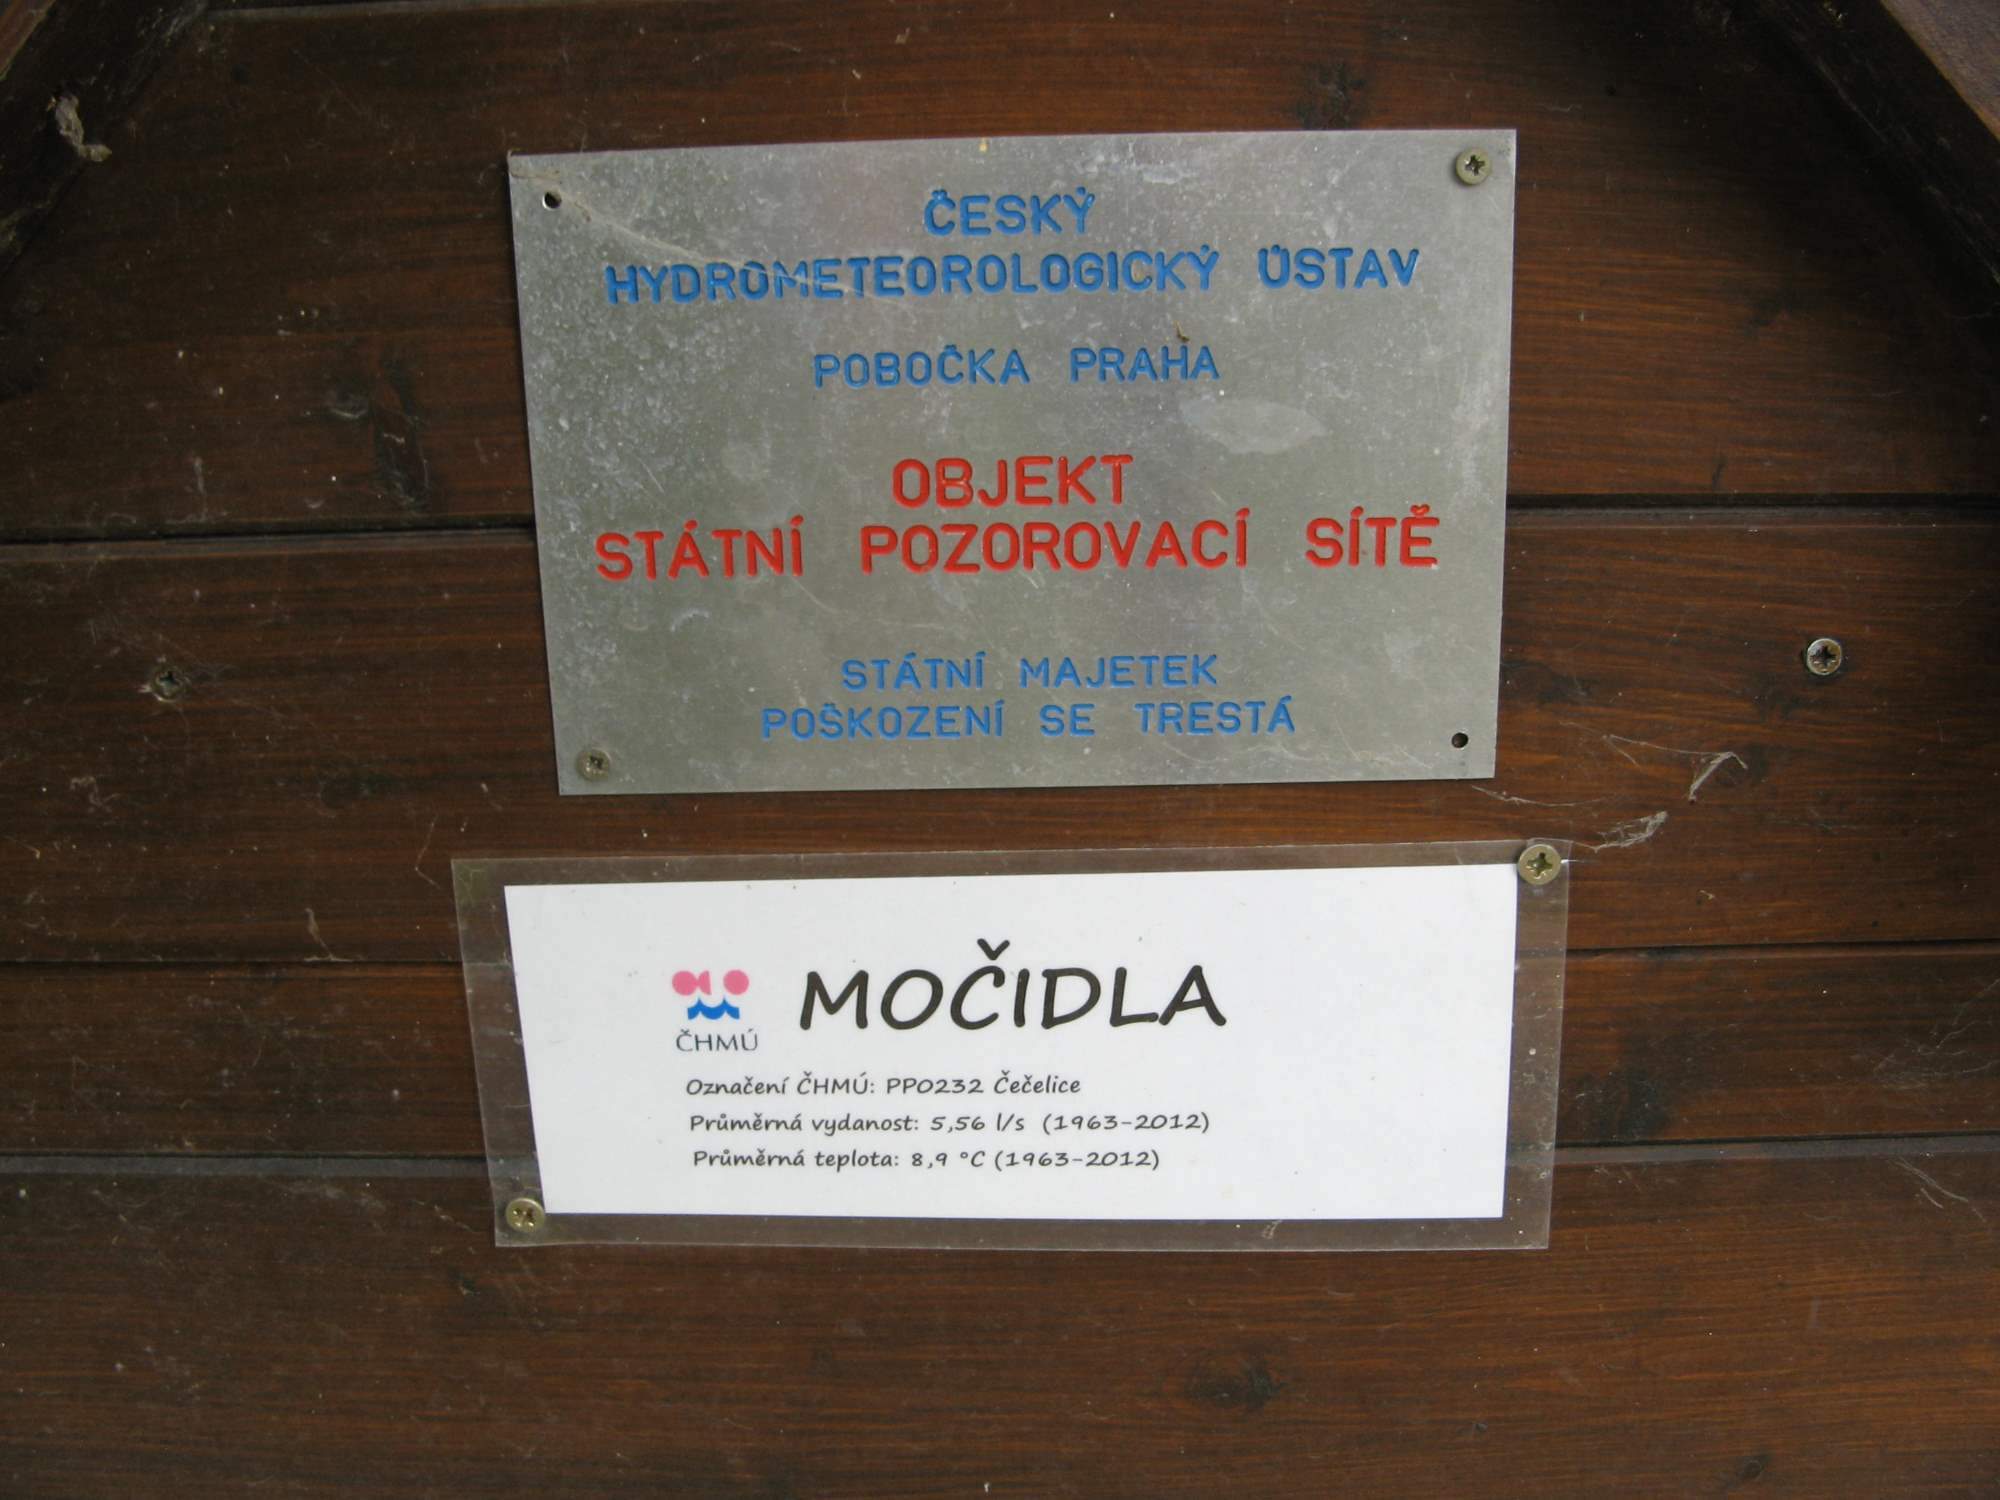 ČESKÝ
HYDROMETEOROLOGICKÝ ÚSTAV
POBOČKA PRAHA
OBJEKT
STÁTNÍ POZOROVACÍ SÍTĚ
STÁTNÍ MAJETEK
POŠKOZENÍ SE TRESTÁ
MOČIDLA
ČHMÚ
Označení ČHMÚ: PP0232 Čečelice
Průměrná vydanost: 5,56 l/s (1963-2012)
Průměrná teplota: 8,9 °C (1963-2012)